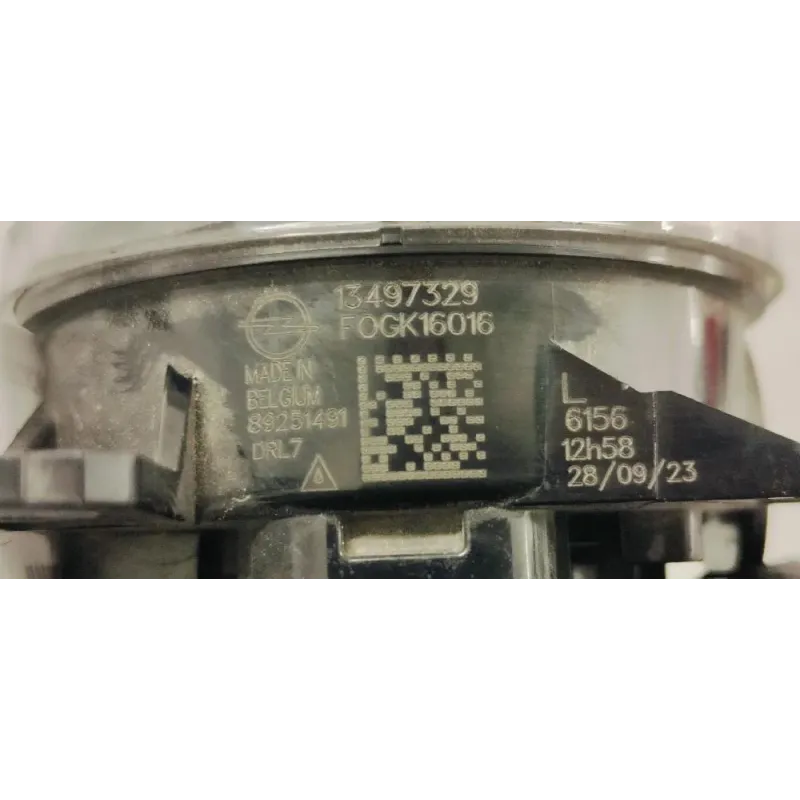 13497329
FOGK16016
MADE IN
BELGIUM
89251491
DRL7
L
6156
12h58
28/09/23